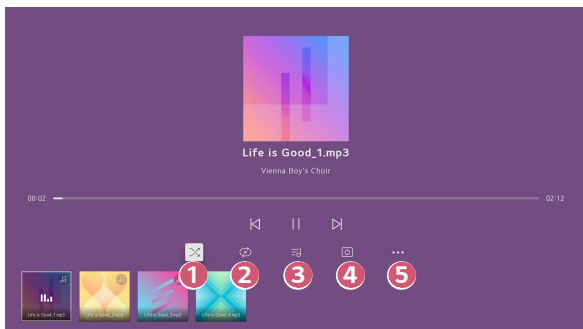 Life is Good_1.mp3
Vienna Boy's Choir
00:02
02:12
1 2 3 4 5
Life is Good_1.mp3 Life is Good_2.mp3 Life is Good_3.mp3 Life is Good_4.mp3